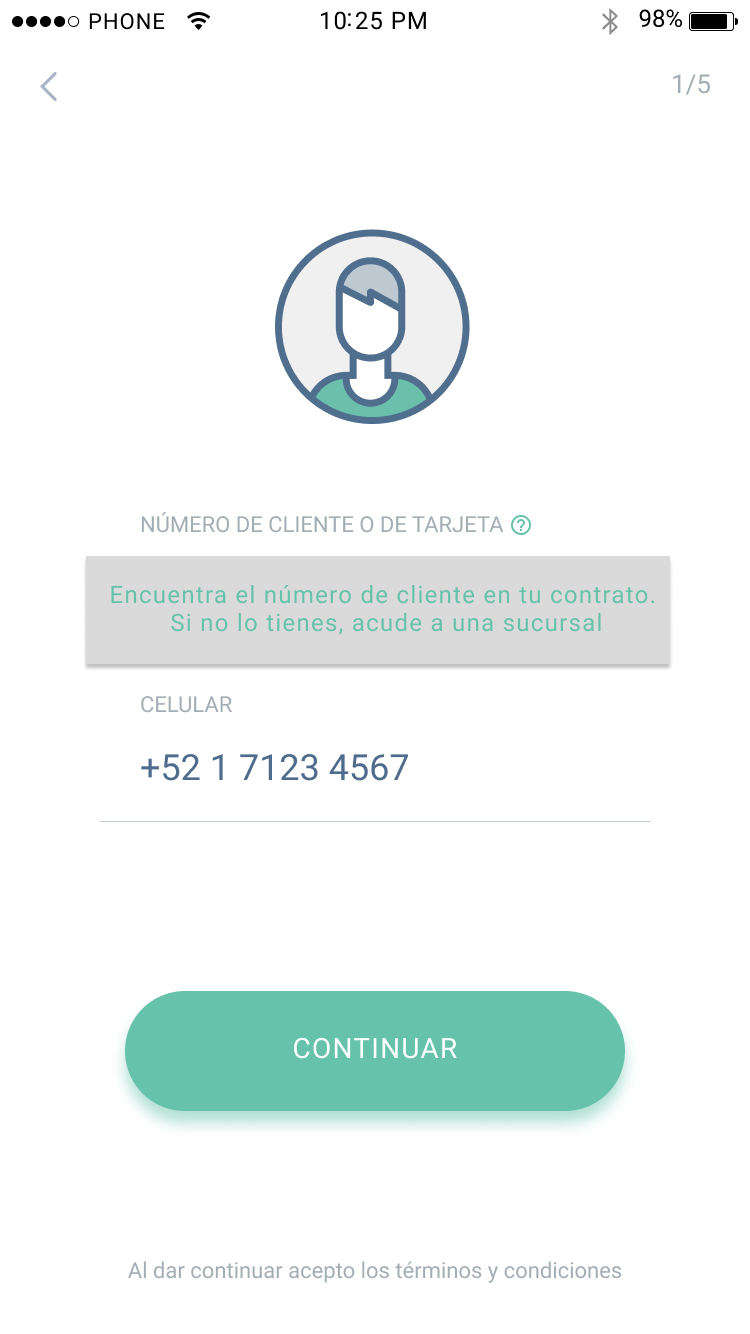 PHONE 10:25 PM 98%
1/5
NÚMERO DE CLIENTE O DE TARJETA ?
Encuentra el número de cliente en tu contrato.
Si no lo tienes, acude a una sucursal
CELULAR
+52 1 7123 4567
CONTINUAR
Al dar continuar acepto los términos y condiciones